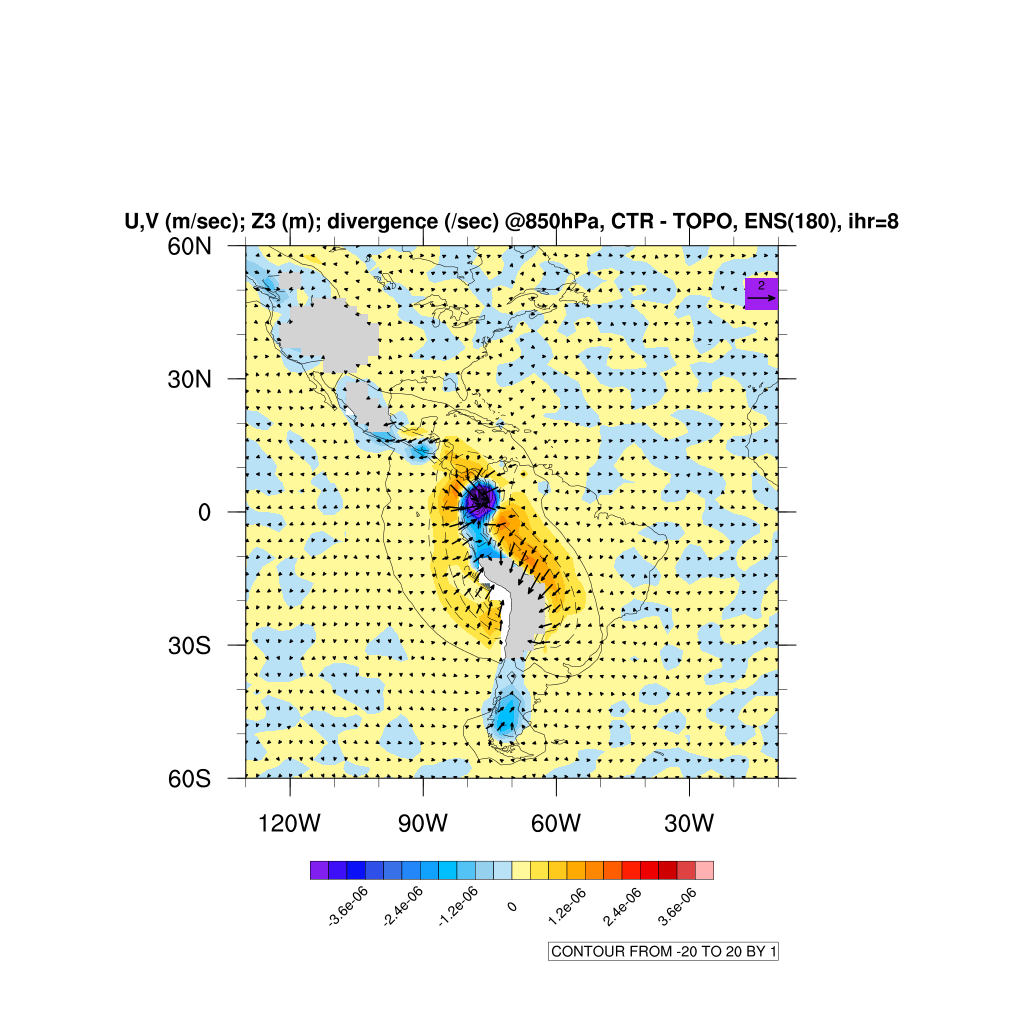 U,V (m/sec); Z3 (m); divergence (/sec) @850hPa, CTR - TOPO, ENS(180), ihr=8
60N
2
30N
0
30S
60S
120W 90W 60W 30W
-3.6e-06 -2.4e-06 -1.2e-06 0 1.2e-06 2.4e-06 3.6e-06
CONTOUR FROM -20 TO 20 BY 1